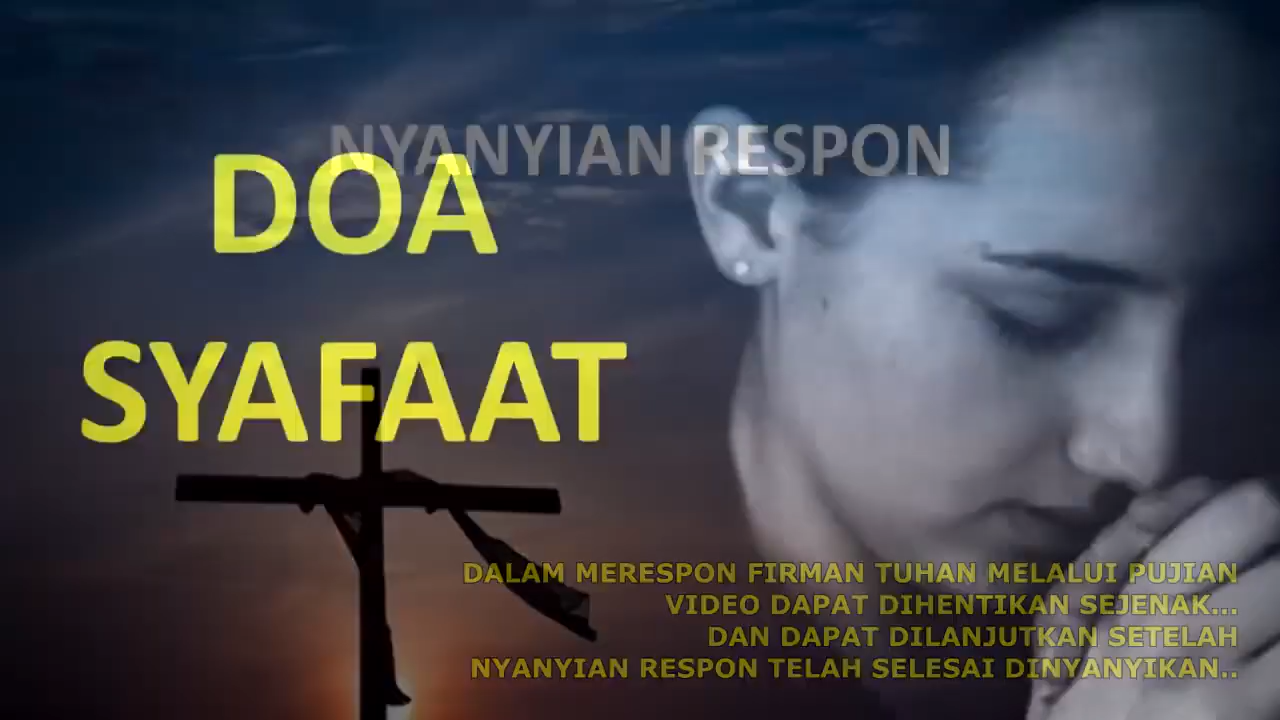 NYANYIAN RESPON
DOA
SYAFAAT
DALAM MERESPON FIRMAN TUHAN MELALUI PUJIAN
VIDEO DAPAT DIHENTIKAN SEJENAK...
DAN DAPAT DILANJUTKAN SETELAH
NYANYIAN RESPON TELAH SELESAI DINYANYIKAN..